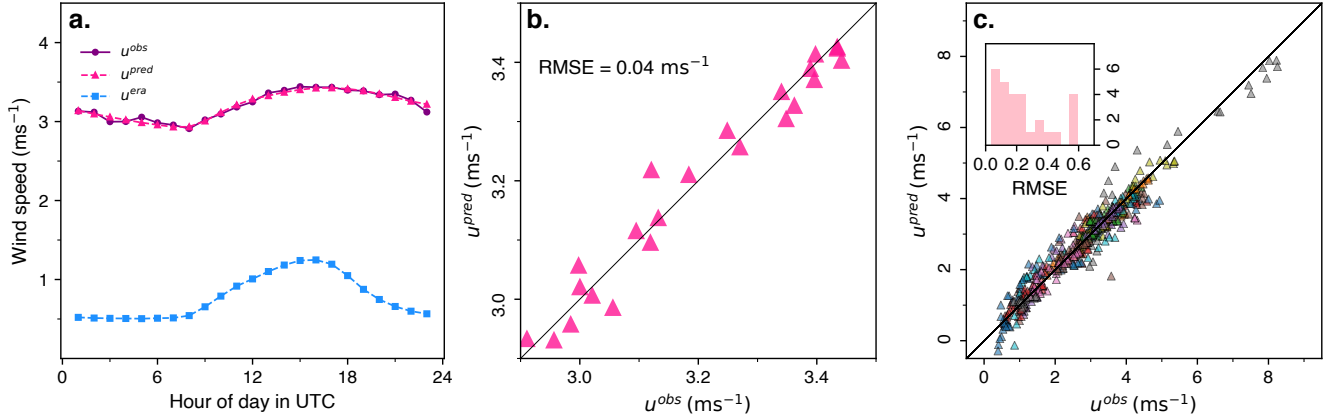 a.
u^obs
u^pred
u^era
4
3
2
1
Wind speed (ms⁻¹)
0 6 12 18 24
Hour of day in UTC
b.
RMSE = 0.04 ms⁻¹
3.4
3.2
3.0
u^pred (ms⁻¹)
3.0 3.2 3.4
u^obs (ms⁻¹)
c.
8
6
4
2
0
u^pred (ms⁻¹)
6
4
2
0
0.0 0.2 0.4 0.6
RMSE
0 2 4 6 8
u^obs (ms⁻¹)